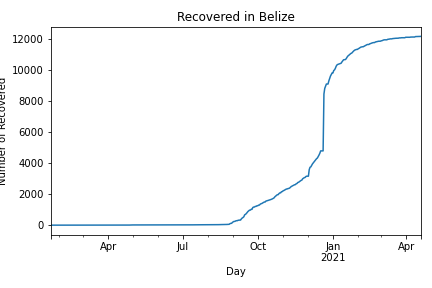 Recovered in Belize
Number of Recovered
12000
10000
8000
6000
4000
2000
0
Apr
Jul
Oct
Jan
2021
Apr
Day